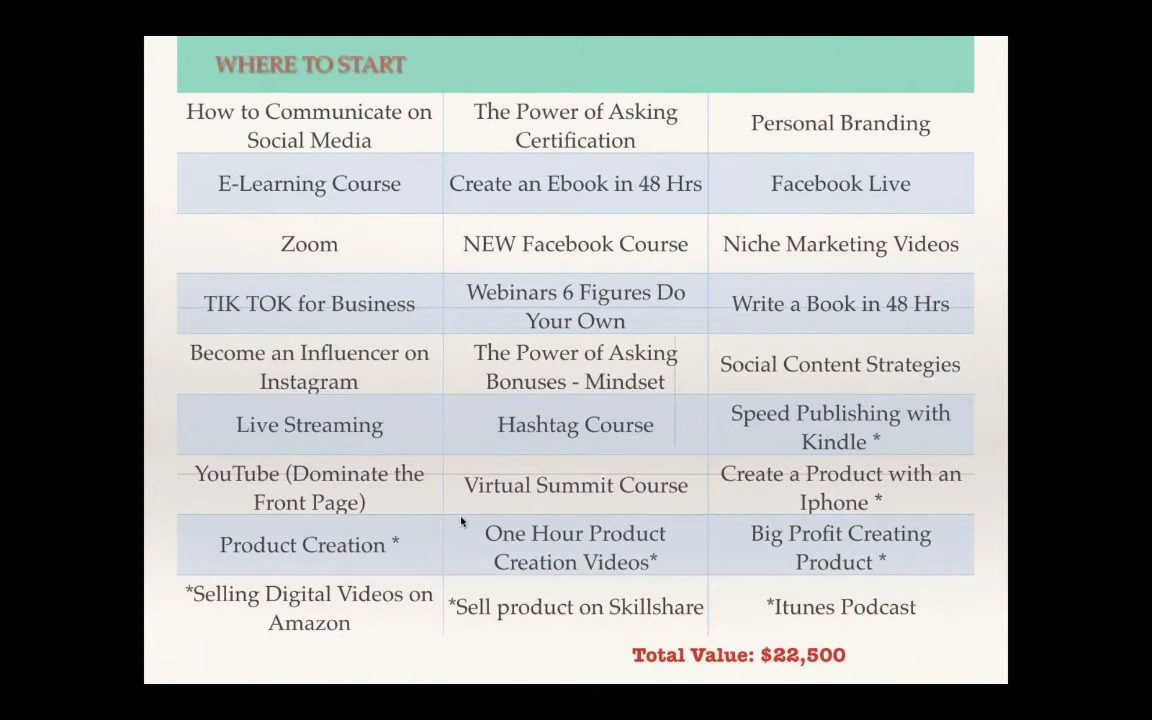 WHERE TO START
How to Communicate on
Social Media
The Power of Asking
Certification
Personal Branding
E-Learning Course
Create an Ebook in 48 Hrs
Facebook Live
Zoom
NEW Facebook Course
Niche Marketing Videos
TIK TOK for Business
Webinars 6 Figures Do
Your Own
Write a Book in 48 Hrs
Become an Influencer on
Instagram
The Power of Asking
Bonuses - Mindset
Social Content Strategies
Live Streaming
Hashtag Course
Speed Publishing with
Kindle *
YouTube (Dominate the
Front Page)
Virtual Summit Course
Create a Product with an
Iphone *
Product Creation *
One Hour Product
Creation Videos*
Big Profit Creating
Product *
*Selling Digital Videos on
Amazon
*Sell product on Skillshare
*Itunes Podcast
Total Value: $22,500